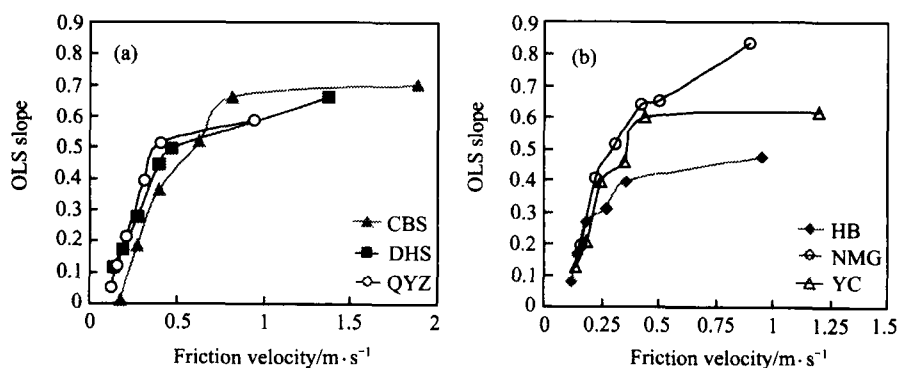 0.9
0.8
0.7
0.6
0.5
0.4
0.3
0.2
0.1
0
OLS slope
(a)
CBS
DHS
QYZ
0
0.5
1
1.5
2
Friction velocity/m·s⁻¹
0.9
0.8
0.7
0.6
0.5
0.4
0.3
0.2
0.1
0
OLS slope
(b)
HB
NMG
YC
0
0.25
0.5
0.75
1
1.20
1.5
Friction velocity/m·s⁻¹